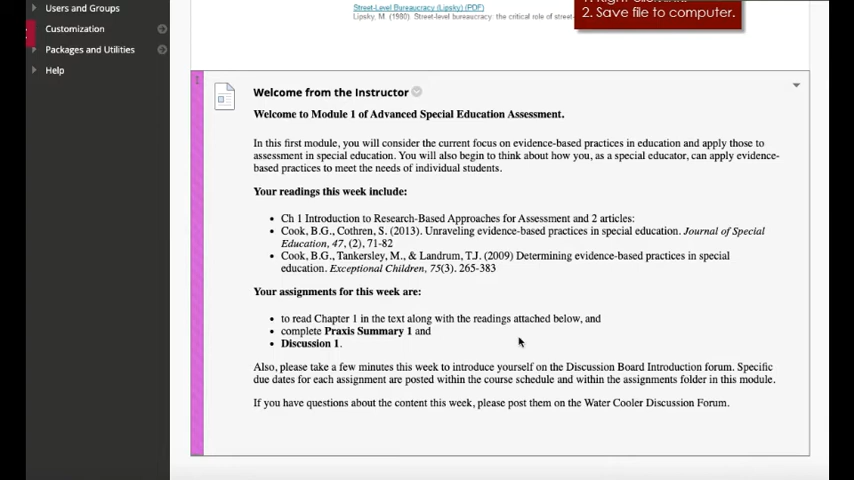 Users and Groups
Customization
Packages and Utilities
Help
Street-Level Bureaucracy (Lipsky) (PDF)
Lipsky, M. (1980) Street-level bureaucracy: the critical role of street-
2. Save file to computer.
Welcome from the Instructor
Welcome to Module 1 of Advanced Special Education Assessment.
In this first module, you will consider the current focus on evidence-based practices in education and apply those to
assessment in special education. You will also begin to think about how you, as a special educator, can apply evidence-
based practices to meet the needs of individual students.
Your readings this week include:
• Ch 1 Introduction to Research-Based Approaches for Assessment and 2 articles:
• Cook, B.G., Cothren, S. (2013). Unraveling evidence-based practices in special education. Journal of Special
Education, 47, (2), 71-82
• Cook, B.G., Tankersley, M., & Landrum, T.J. (2009) Determining evidence-based practices in special
education. Exceptional Children, 75(3). 265-383
Your assignments for this week are:
• to read Chapter 1 in the text along with the readings attached below, and
• complete Praxis Summary 1 and
• Discussion 1.
Also, please take a few minutes this week to introduce yourself on the Discussion Board Introduction forum. Specific
due dates for each assignment are posted within the course schedule and within the assignments folder in this module.
If you have questions about the content this week, please post them on the Water Cooler Discussion Forum.